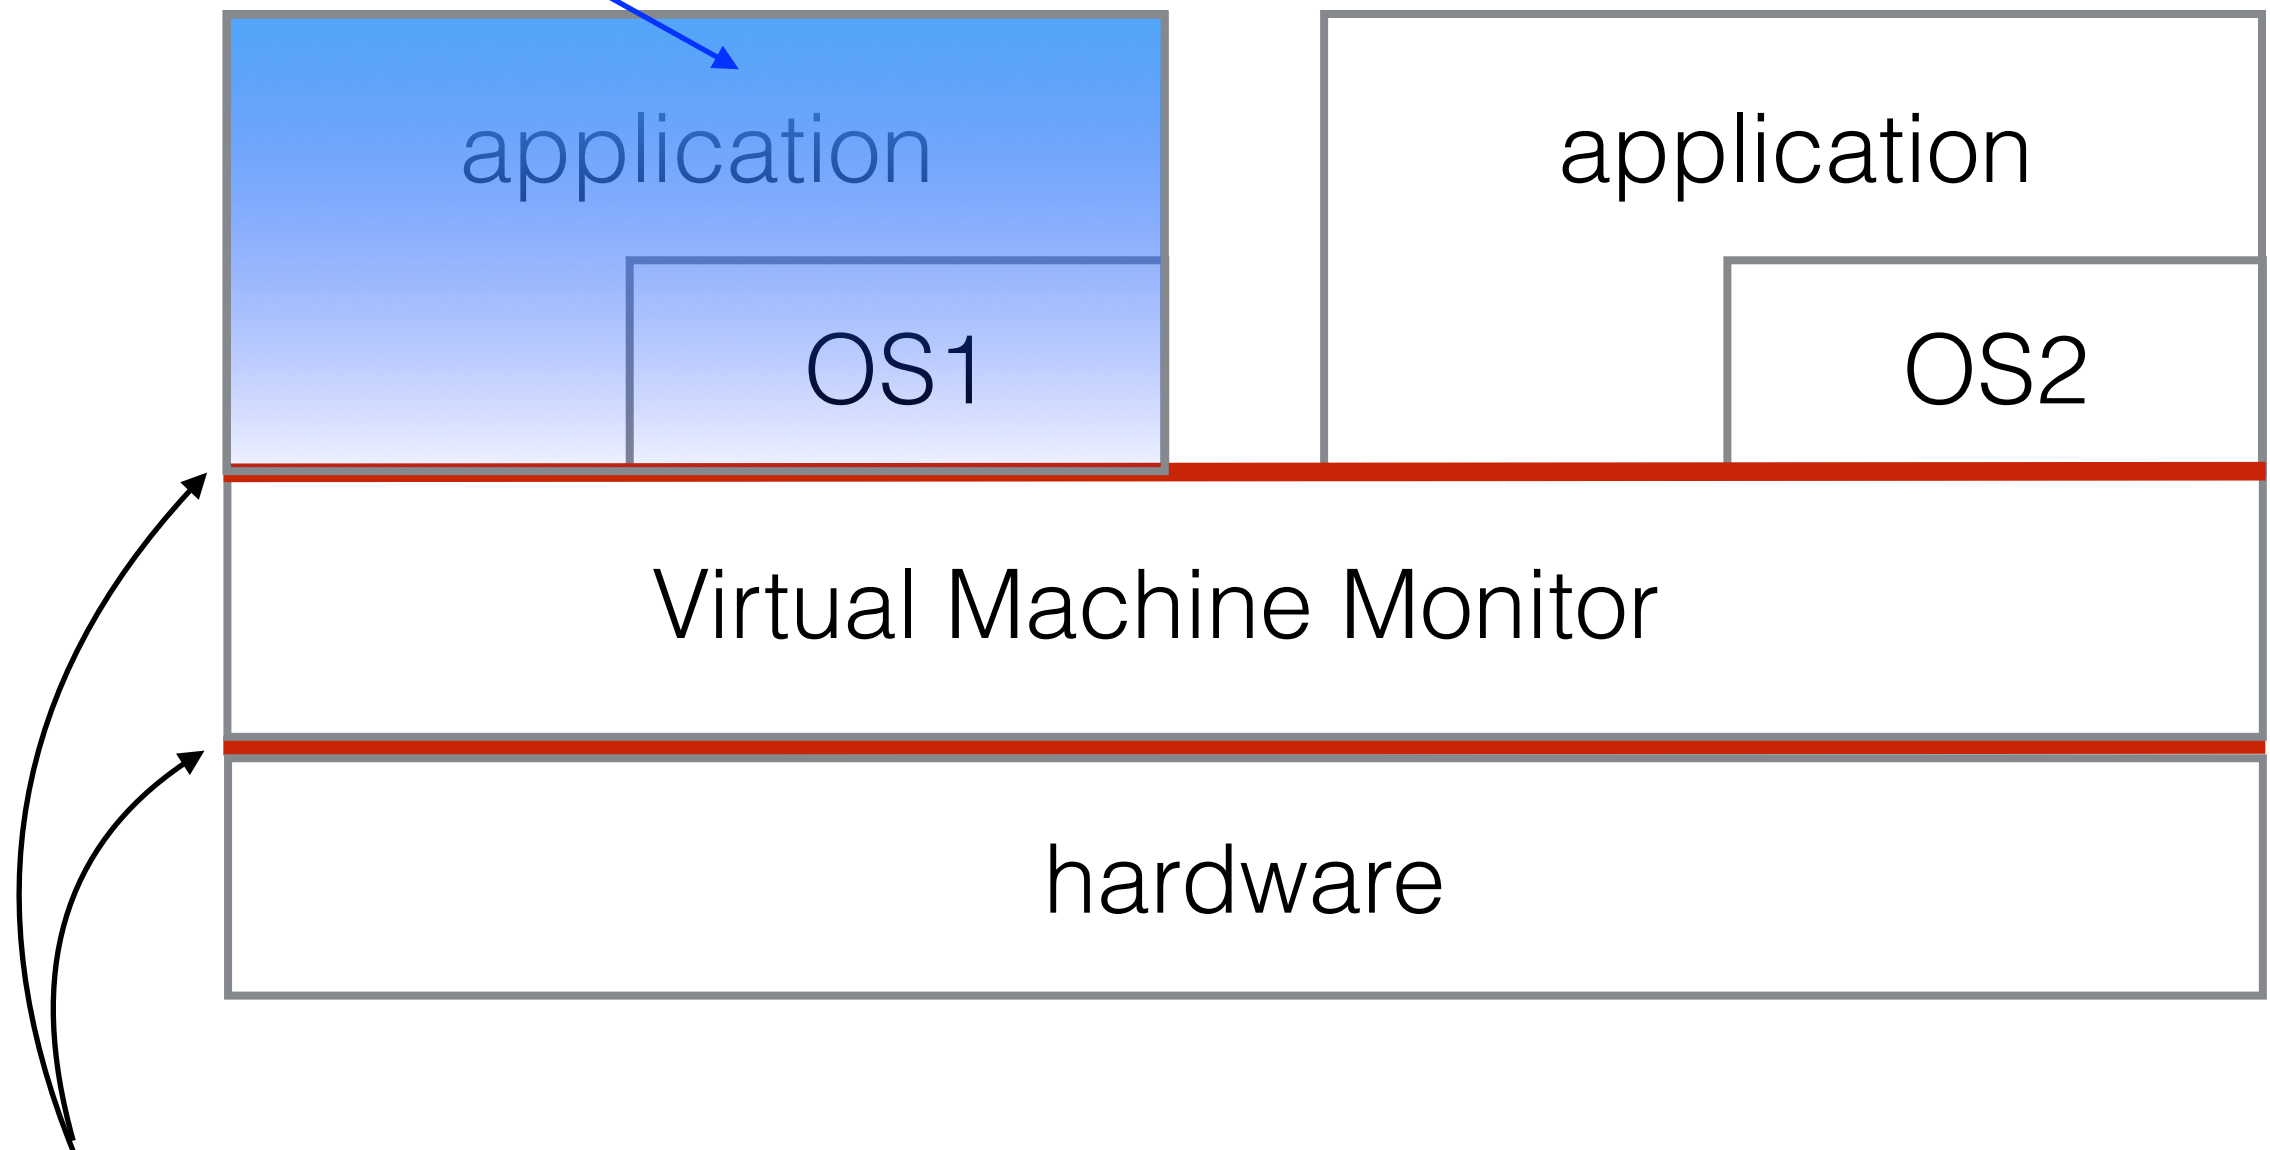 application
application
OS1
OS2
Virtual Machine Monitor
hardware